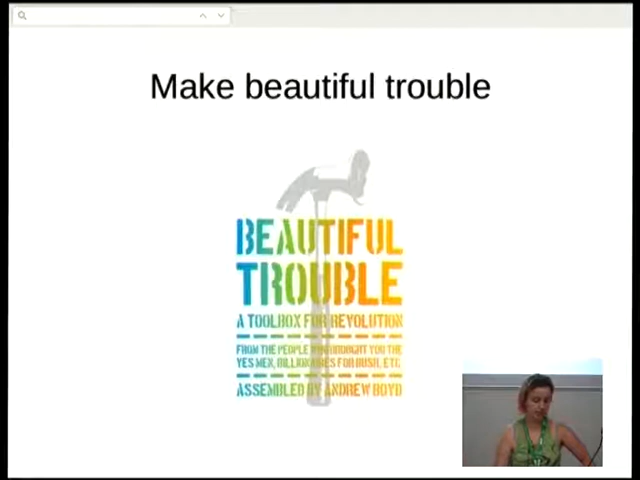 Make beautiful trouble
BEAUTIFUL
TROUBLE
A TOOLBOX FOR REVOLUTION
FROM THE PEOPLE WHO BROUGHT YOU THE
YES MEN, BILLIONAIRES FOR BUSH, ETC.
ASSEMBLED BY ANDREW BOYD